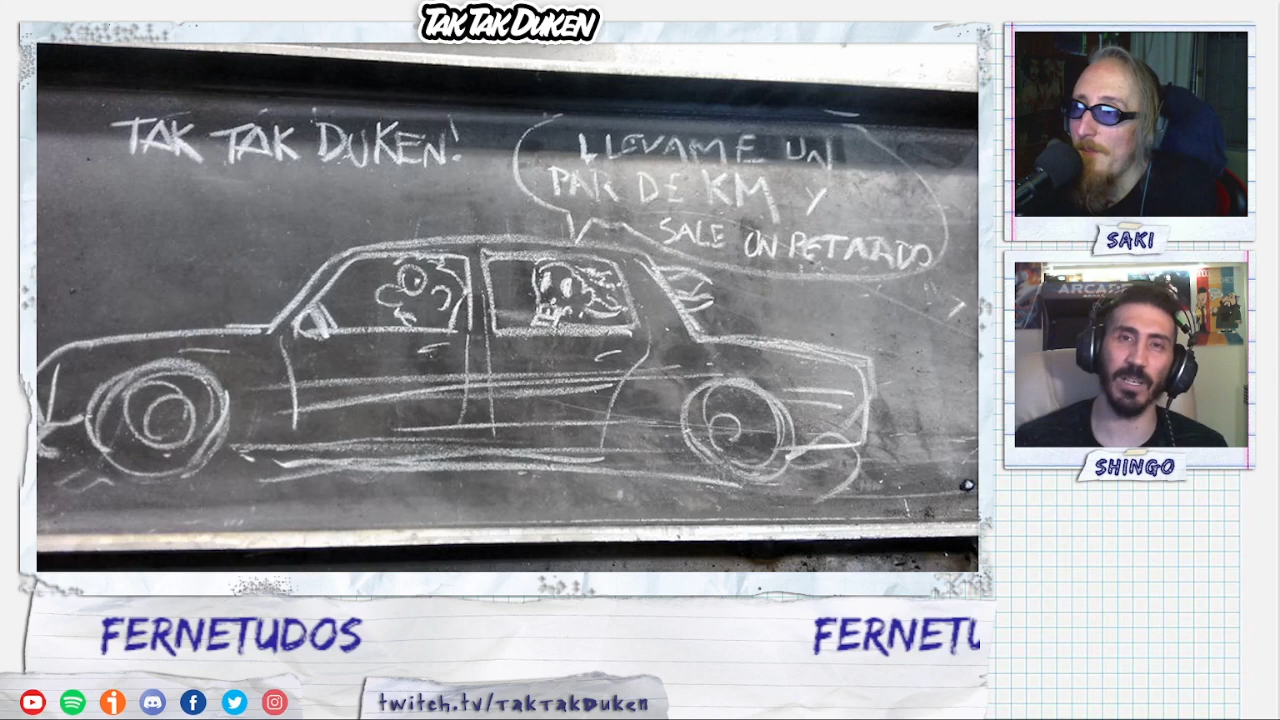 TAK TAK DUKEN
TAK TAK DUKEN!
LLEVAME UN
PAR DE KM Y
SALE UN PETARDO
SAKI
ARCADE
SHINGO
FERNETUDOS
FERNETU
twitch.tv/TAKTAKDUKEN